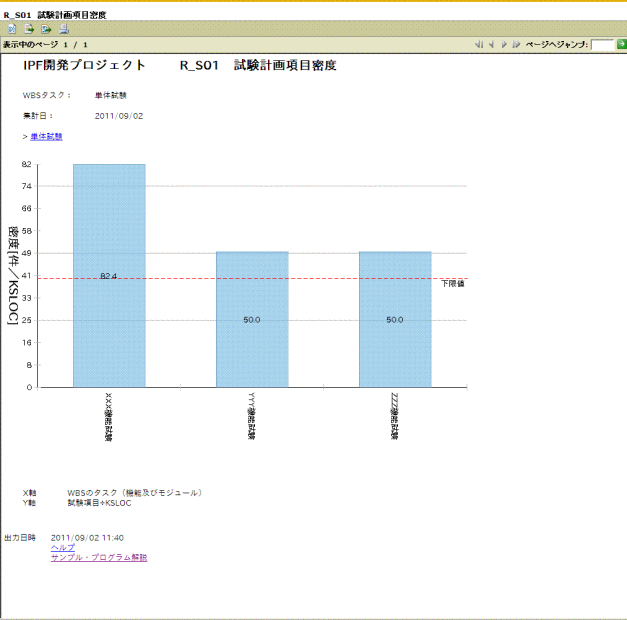 R_S01 試験計画項目密度
表示中のページ 1 / 1
ページへジャンプ:
IPF開発プロジェクト R_S01 試験計画項目密度
WBSタスク： 単体試験
集計日： 2011/09/02
> 単体試験
82
74
66
58
49
41
33
25
16
8
0
密度[件／KSLOC]
82.4
50.0
50.0
下限値
XXX機能試験
YYY機能試験
ZZZ機能試験
X軸 WBSのタスク（機能及びモジュール）
Y軸 試験項目÷KSLOC
出力日時 2011/09/02 11:40
ヘルプ
サンプル・プログラム解説